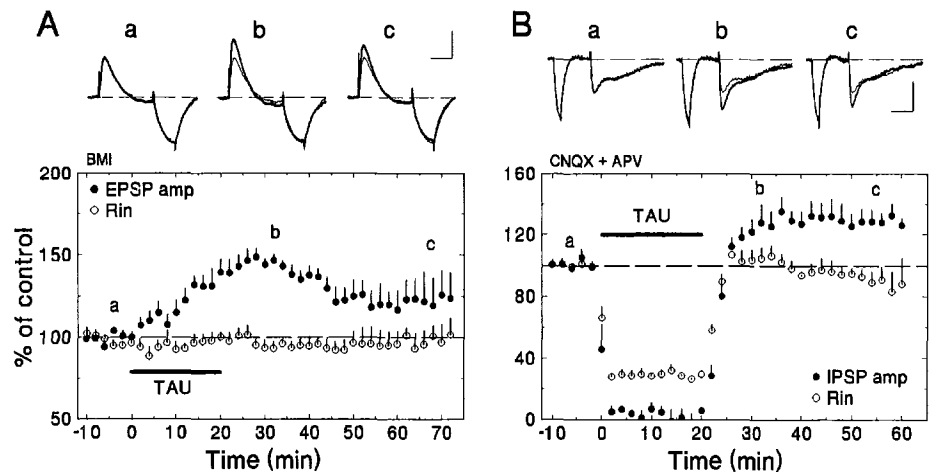 A
a b c
BMI
200
150
100
50
● EPSP amp
○ Rin
a
b
c
TAU
% of control
-10 0 10 20 30 40 50 60 70
Time (min)
B
a b c
CNQX + APV
160
120
80
40
0
TAU
a
b
c
● IPSP amp
○ Rin
-10 0 10 20 30 40 50 60
Time (min)